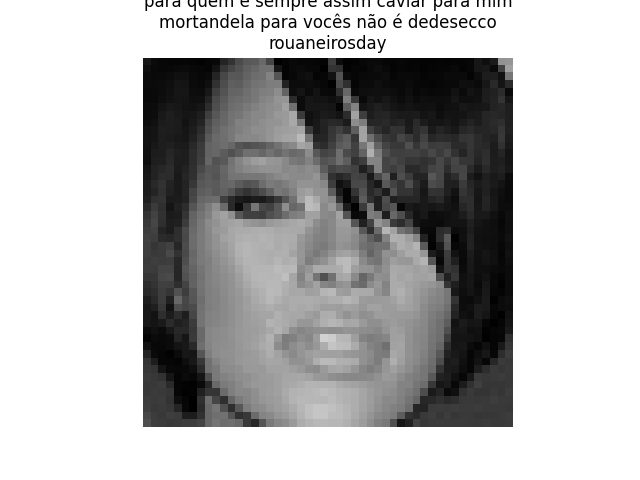 para quem é sempre assim caviar para mim
mortandela para vocês não é dedesecco
rouaneirosday